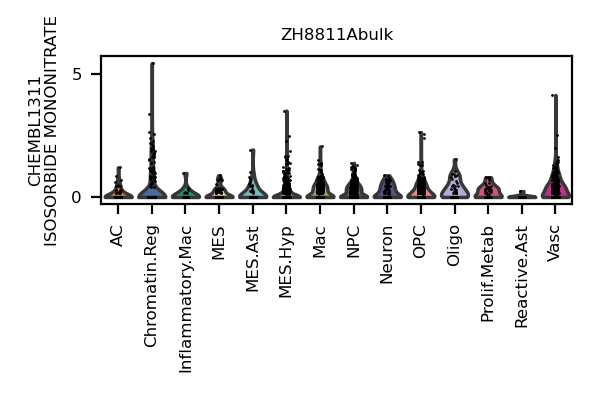 ZH8811Abulk
CHEMBL1311
ISOSORBIDE MONONITRATE
5
0
AC
Chromatin.Reg
Inflammatory.Mac
MES
MES.Ast
MES.Hyp
Mac
NPC
Neuron
OPC
Oligo
Prolif.Metab
Reactive.Ast
Vasc